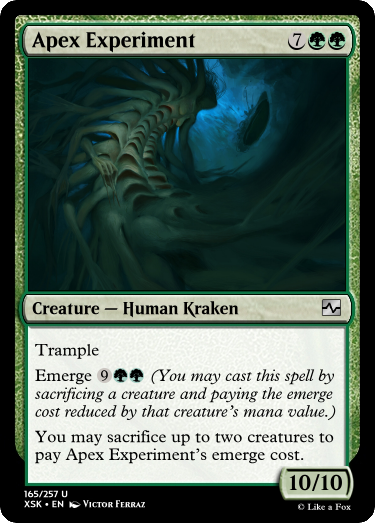 Apex Experiment 7
Creature — Human Kraken
Trample
Emerge 9 (You may cast this spell by
sacrificing a creature and paying the emerge
cost reduced by that creature's mana value.)
You may sacrifice up to two creatures to
pay Apex Experiment's emerge cost.
10/10
165/257 U
XSK • EN Victor Ferraz
© Like a Fox